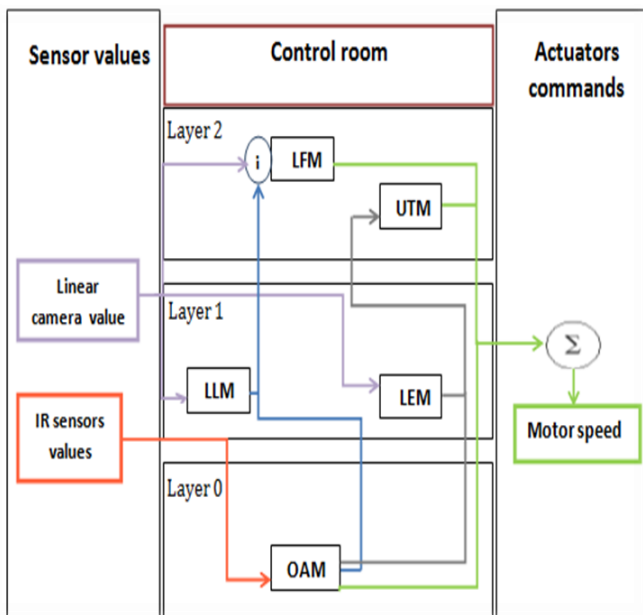 Sensor values
Control room
Actuators
commands
Layer 2
i
LFM
UTM
Linear
camera value
Layer 1
LLM
LEM
Σ
IR sensors
values
Motor speed
Layer 0
OAM